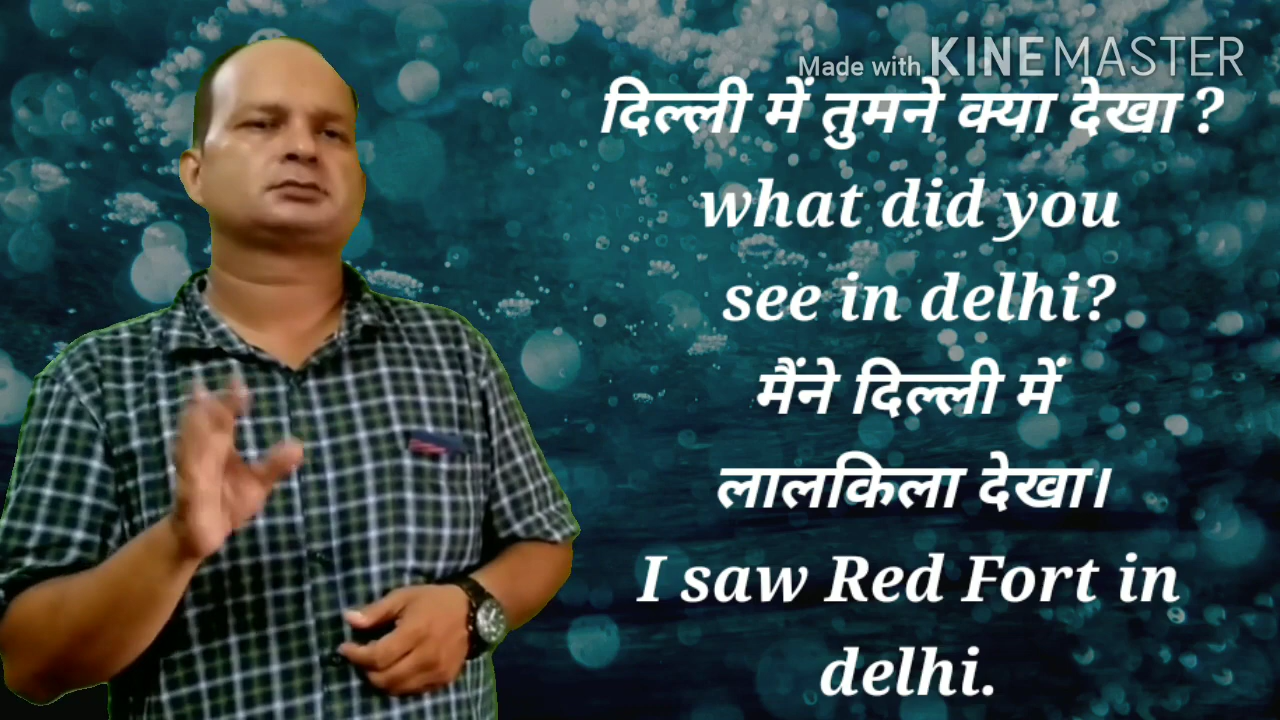 Made with KINEMASTER
दिल्ली में तुमने क्या देखा ?
what did you
see in delhi?
मैंने दिल्ली में
लालकिला देखा।
I saw Red Fort in
delhi.